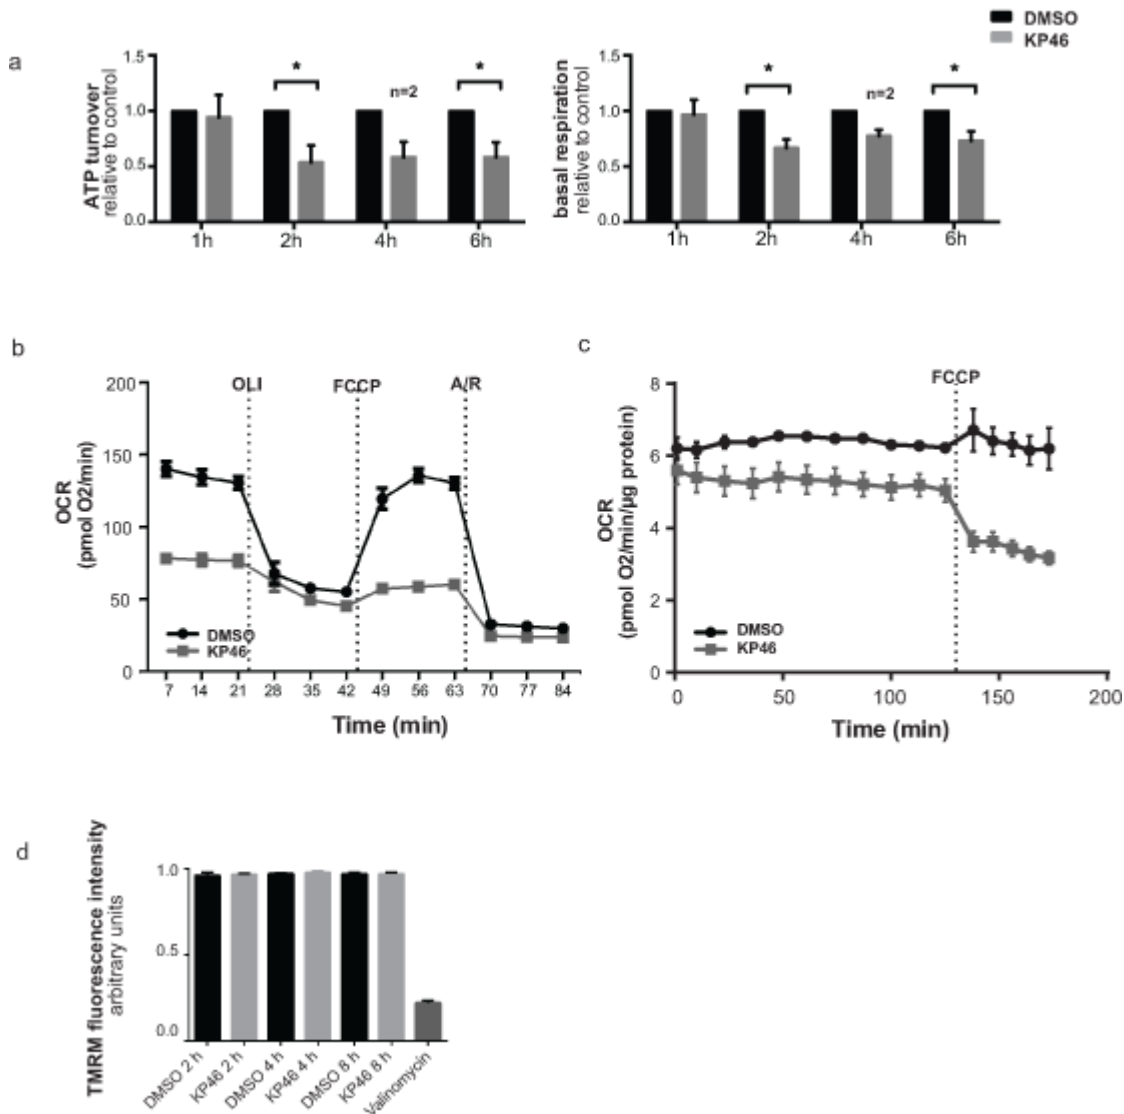 DMSO
KP46
a
ATP turnover
relative to control
1.5
1.0
0.5
0.0
*
n=2
*
1h
2h
4h
6h
basal respiration
relative to control
1.5
1.0
0.5
0.0
*
n=2
*
1h
2h
4h
6h
b
OCR
(pmol O2/min)
200
150
100
50
0
OLI
FCCP
A/R
DMSO
KP46
7 14 21 28 35 42 49 56 63 70 77 84
Time (min)
c
OCR
(pmol O2/min/µg protein)
8
6
4
2
0
FCCP
DMSO
KP46
0 50 100 150 200
Time (min)
d
TMRM fluorescence intensity
arbitrary units
1.0
0.5
0.0
DMSO 2 h
KP46 2 h
DMSO 4 h
KP46 4 h
DMSO 8 h
KP46 8 h
Valinomycin